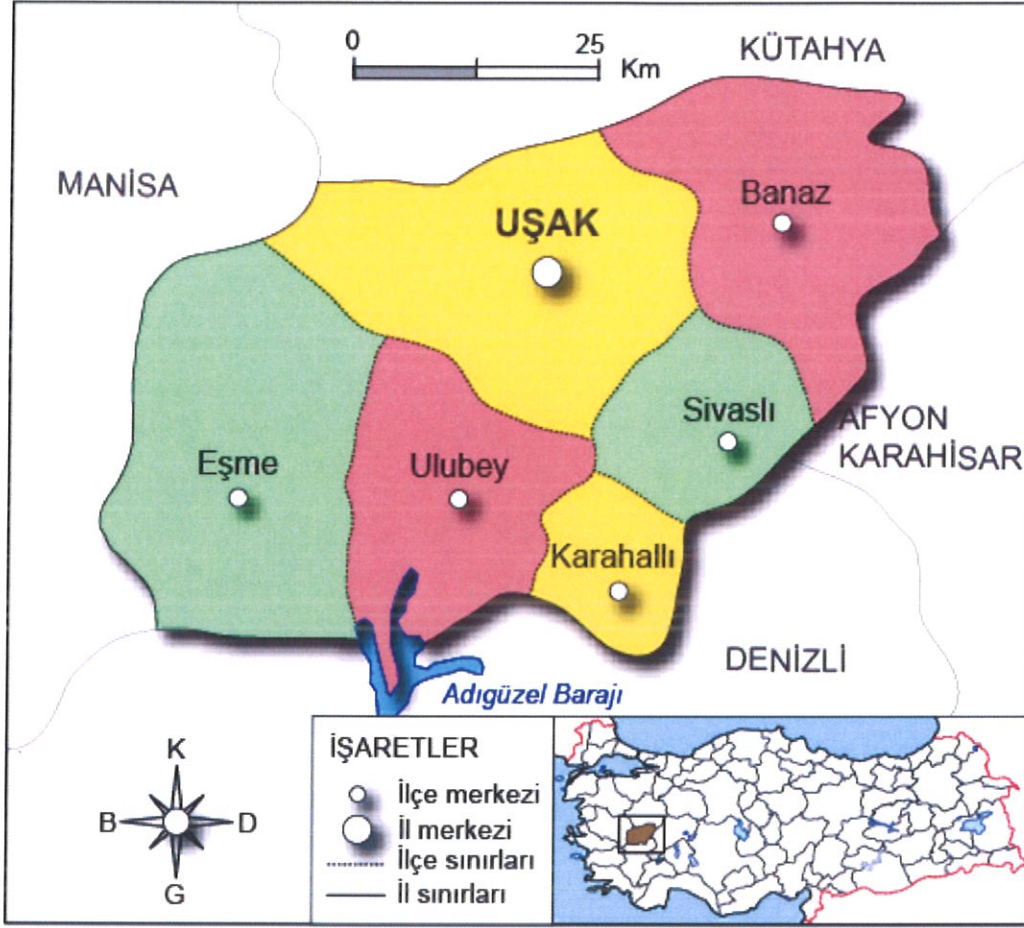 0 25
Km
KÜTAHYA
MANİSA
Banaz
UŞAK
Sivaslı
AFYON
KARAHİSAR
Eşme
Ulubey
Karahallı
DENİZLİ
Adıgüzel Barajı
K
B D
G
İŞARETLER
İlçe merkezi
İl merkezi
İlçe sınırları
İl sınırları